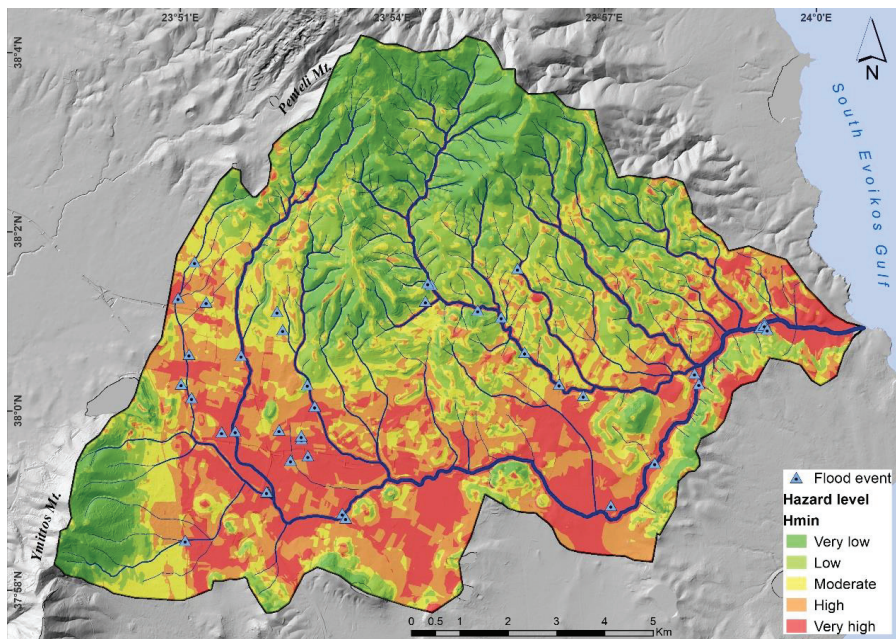 23°51'E
23°54'E
23°57'E
24°0'E
38°4'N
38°2'N
38°0'N
37°58'N
Penteli Mt.
Ymittos Mt.
South Evoikos Gulf
N
Flood event
Hazard level
Hmin
Very low
Low
Moderate
High
Very high
0 0.5 1 2 3 4 5
Km